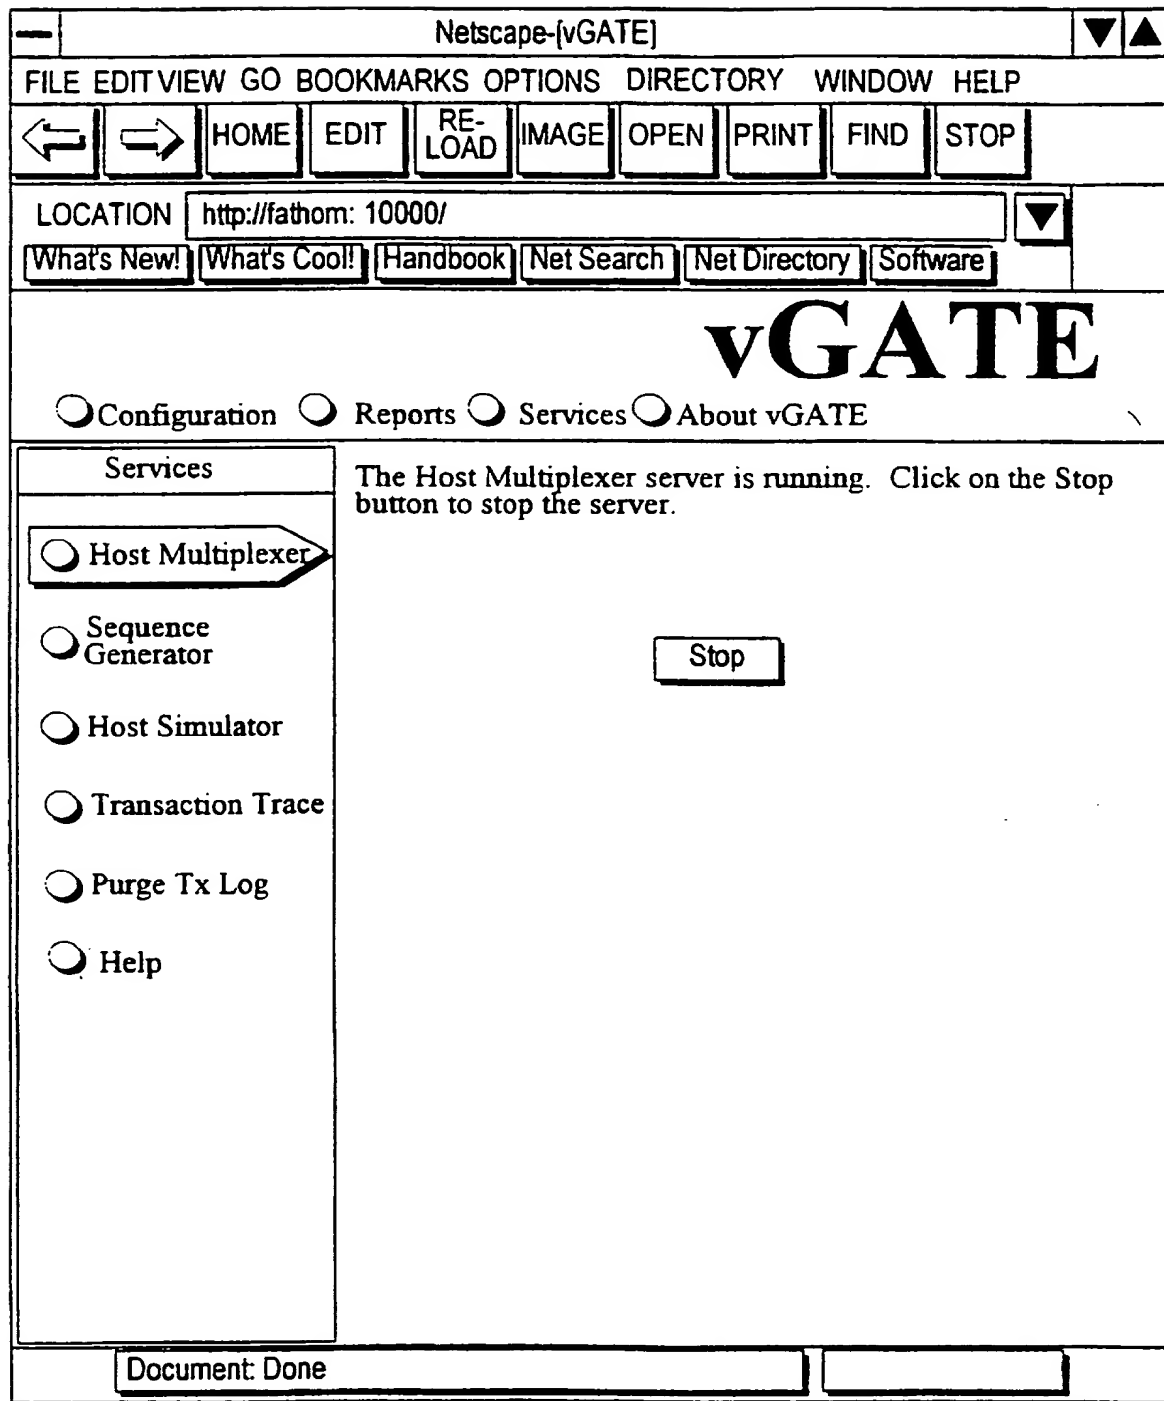 Netscape-[vGATE]
FILE EDIT VIEW GO BOOKMARKS OPTIONS DIRECTORY WINDOW HELP
HOME EDIT RE-LOAD IMAGE OPEN PRINT FIND STOP
LOCATION http://fathom: 10000/
What's New! What's Cool! Handbook Net Search Net Directory Software
vGATE
Configuration Reports Services About vGATE
Services
Host Multiplexer
Sequence
Generator
Host Simulator
Transaction Trace
Purge Tx Log
Help
The Host Multiplexer server is running. Click on the Stop
button to stop the server.
Stop
Document: Done